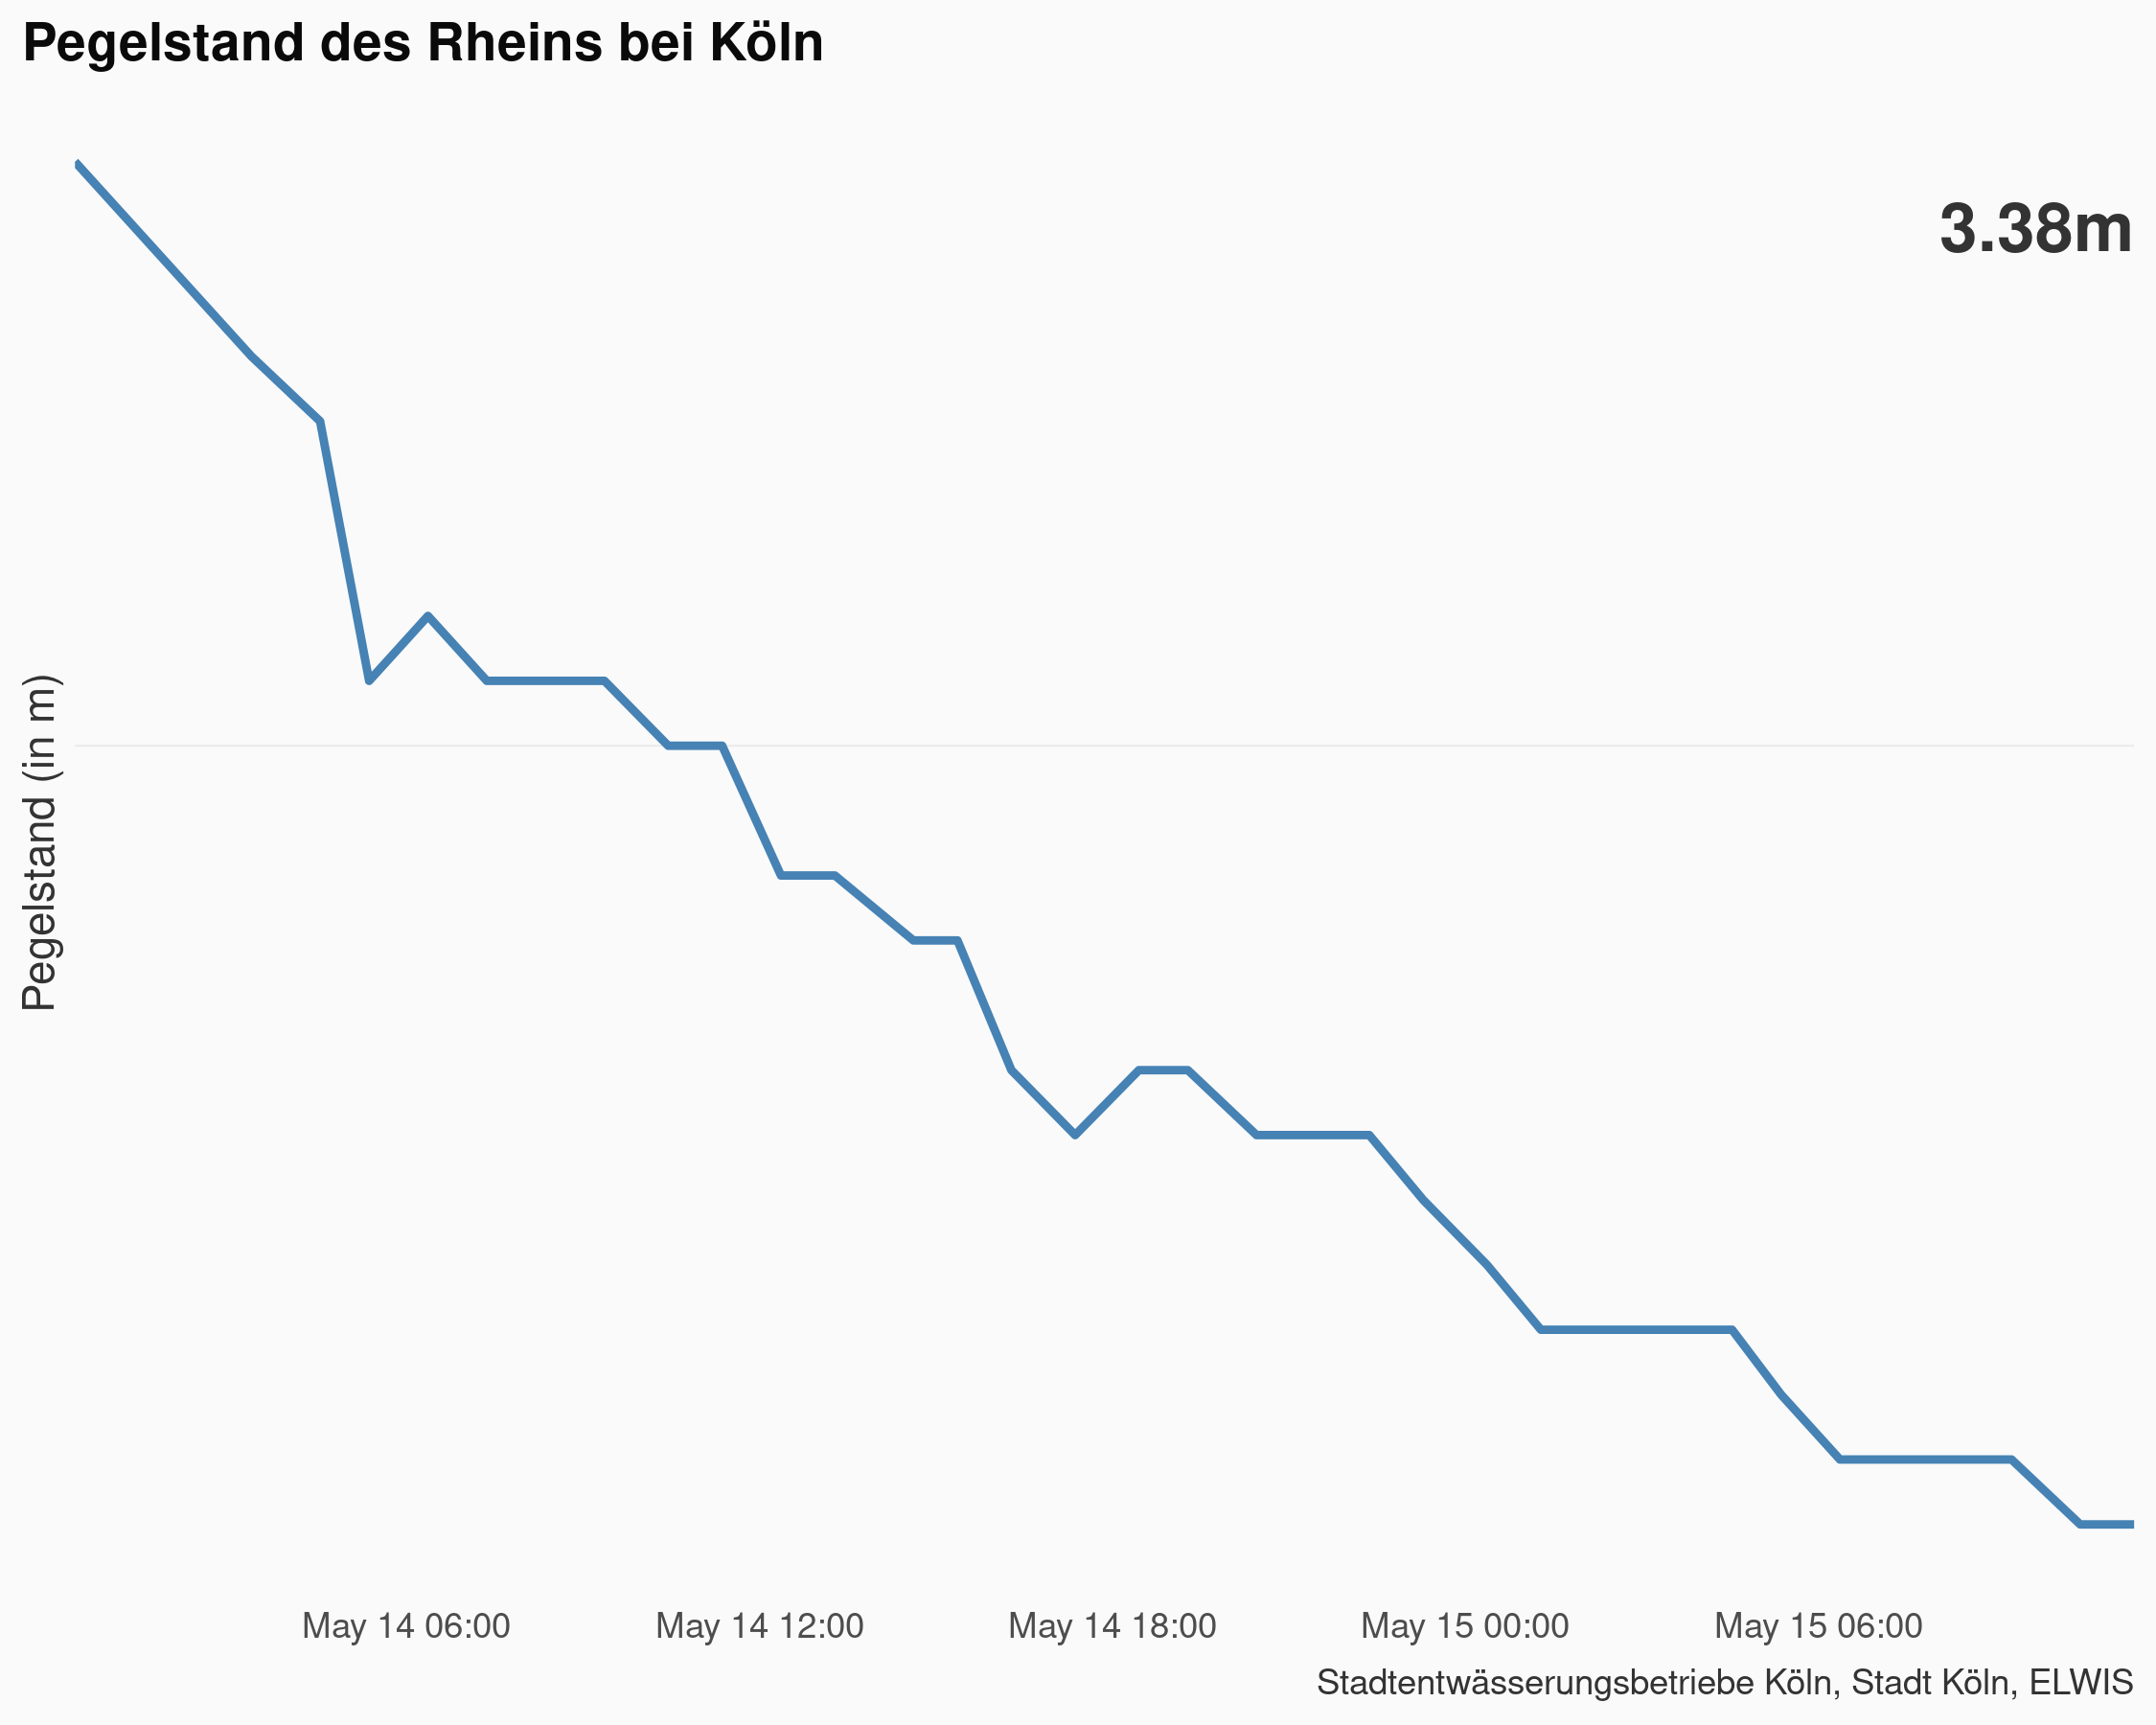 Pegelstand des Rheins bei Köln
3.38m
Pegelstand (in m)
May 14 06:00
May 14 12:00
May 14 18:00
May 15 00:00
May 15 06:00
Stadtentwässerungsbetriebe Köln, Stadt Köln, ELWIS